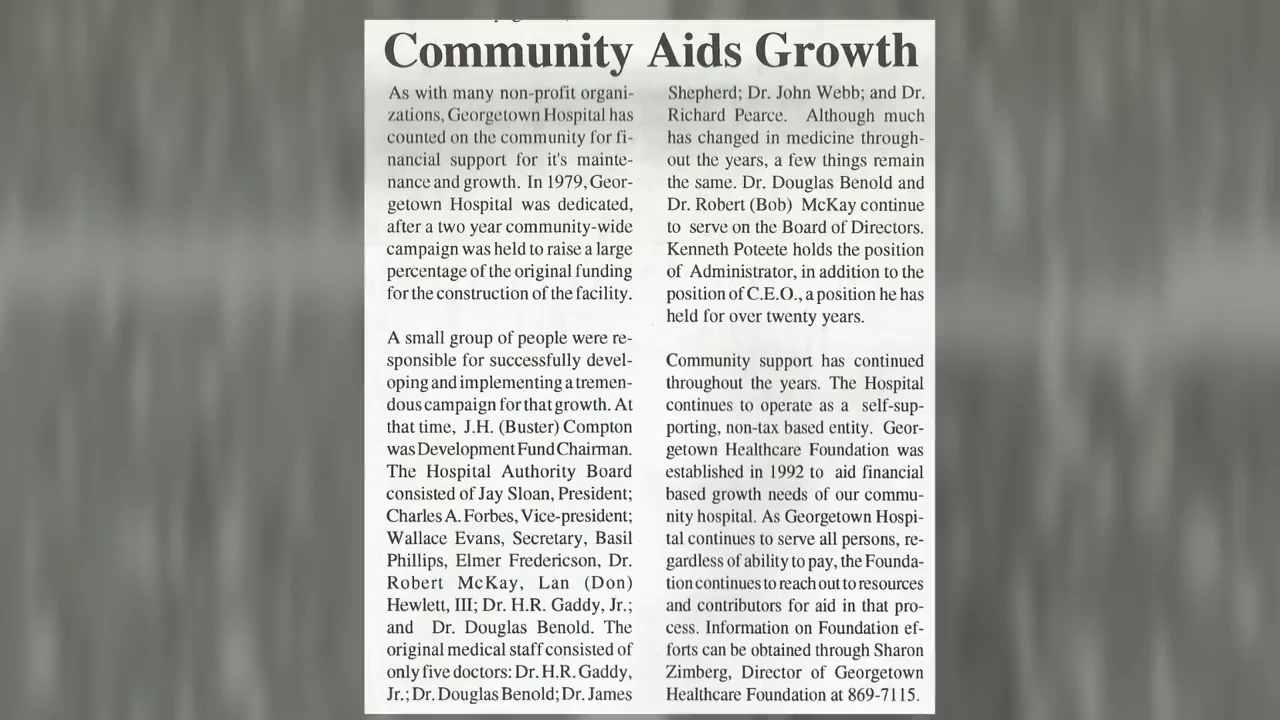 Community Aids Growth
As with many non-profit organi-
zations, Georgetown Hospital has
counted on the community for fi-
nancial support for it's mainte-
nance and growth. In 1979, Geor-
getown Hospital was dedicated,
after a two year community-wide
campaign was held to raise a large
percentage of the original funding
for the construction of the facility.
A small group of people were re-
sponsible for successfully devel-
oping and implementing a tremen-
dous campaign for that growth. At
that time, J.H. (Buster) Compton
was Development Fund Chairman.
The Hospital Authority Board
consisted of Jay Sloan, President;
Charles A. Forbes, Vice-president;
Wallace Evans, Secretary, Basil
Phillips, Elmer Fredericson, Dr.
Robert McKay, Lan (Don)
Hewlett, III; Dr. H.R. Gaddy, Jr.;
and Dr. Douglas Benold. The
original medical staff consisted of
only five doctors: Dr. H.R. Gaddy,
Jr.; Dr. Douglas Benold; Dr. James
Shepherd; Dr. John Webb; and Dr.
Richard Pearce. Although much
has changed in medicine through-
out the years, a few things remain
the same. Dr. Douglas Benold and
Dr. Robert (Bob) McKay continue
to serve on the Board of Directors.
Kenneth Poteete holds the position
of Administrator, in addition to the
position of C.E.O., a position he has
held for over twenty years.
Community support has continued
throughout the years. The Hospital
continues to operate as a self-sup-
porting, non-tax based entity. Geor-
getown Healthcare Foundation was
established in 1992 to aid financial
based growth needs of our commu-
nity hospital. As Georgetown Hospi-
tal continues to serve all persons, re-
gardless of ability to pay, the Founda-
tion continues to reach out to resources
and contributors for aid in that pro-
cess. Information on Foundation ef-
forts can be obtained through Sharon
Zimberg, Director of Georgetown
Healthcare Foundation at 869-7115.